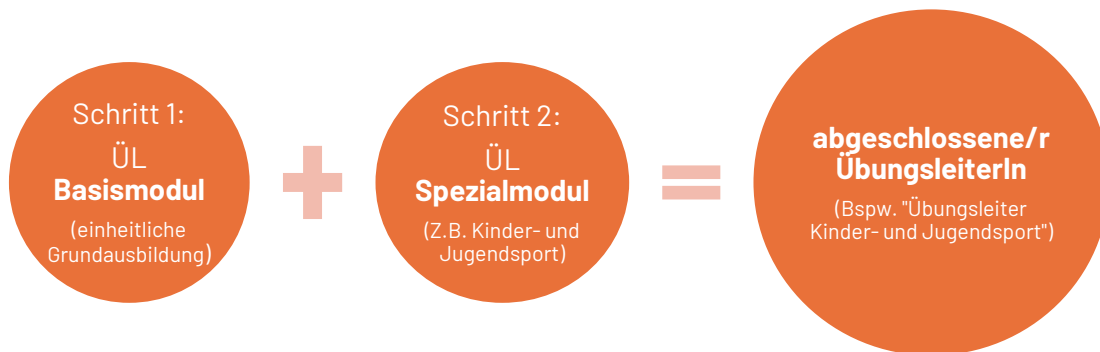 Schritt 1:
ÜL
Basismodul
(einheitliche
Grundausbildung)
+
Schritt 2:
ÜL
Spezialmodul
(Z.B. Kinder- und
Jugendsport)
=
abgeschlossene/r
ÜbungsleiterIn
(Bspw. "Übungsleiter
Kinder- und Jugendsport")